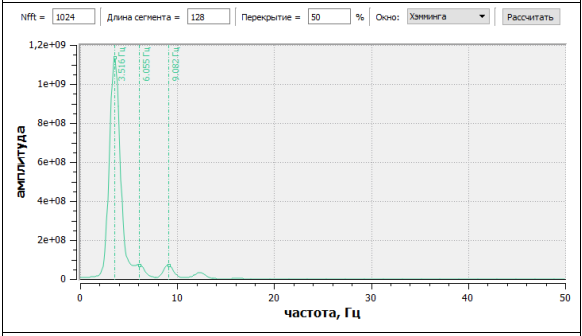 Nfft = 1024 Длина сегмента = 128 Перекрытие = 50 % Окно: Хэмминга Рассчитать
1,2e+09
1e+09
8e+08
6e+08
4e+08
2e+08
0
амплитуда
3.516 Гц
6.055 Гц
9.082 Гц
0 10 20 30 40 50
частота, Гц